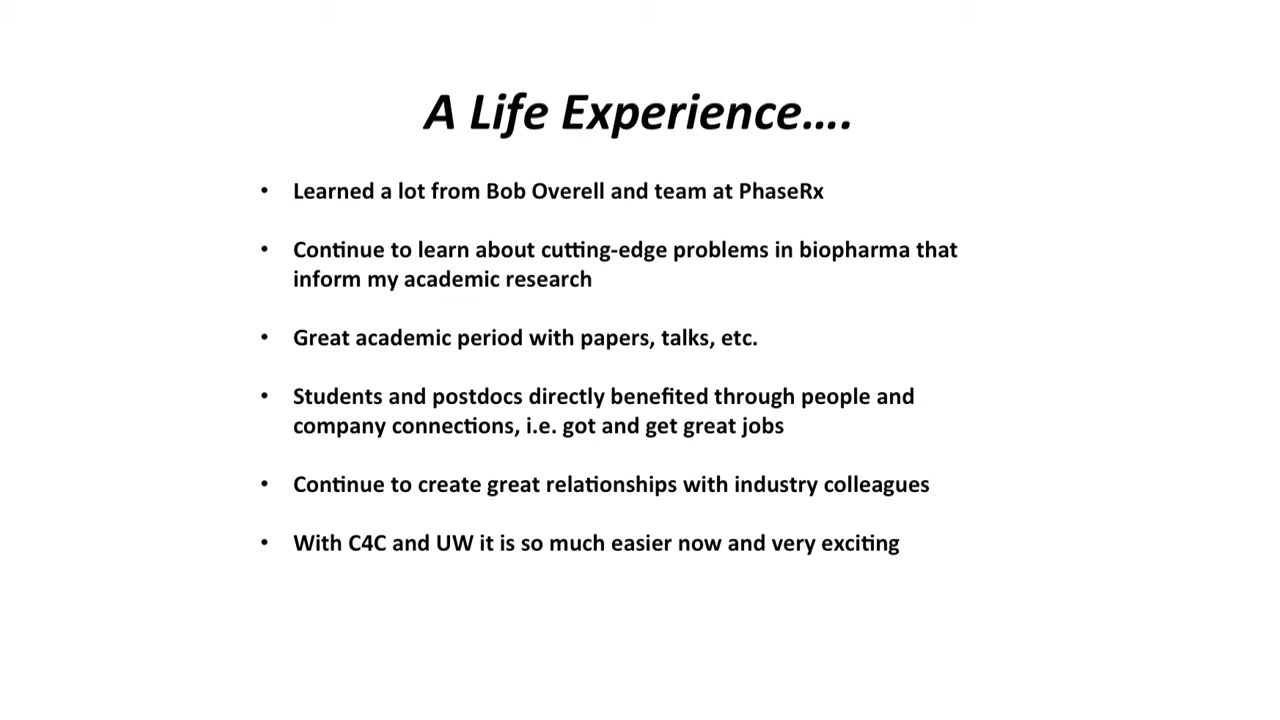 A Life Experience....
• Learned a lot from Bob Overell and team at PhaseRx
• Continue to learn about cutting-edge problems in biopharma that
inform my academic research
• Great academic period with papers, talks, etc.
• Students and postdocs directly benefited through people and
company connections, i.e. got and get great jobs
• Continue to create great relationships with industry colleagues
• With C4C and UW it is so much easier now and very exciting